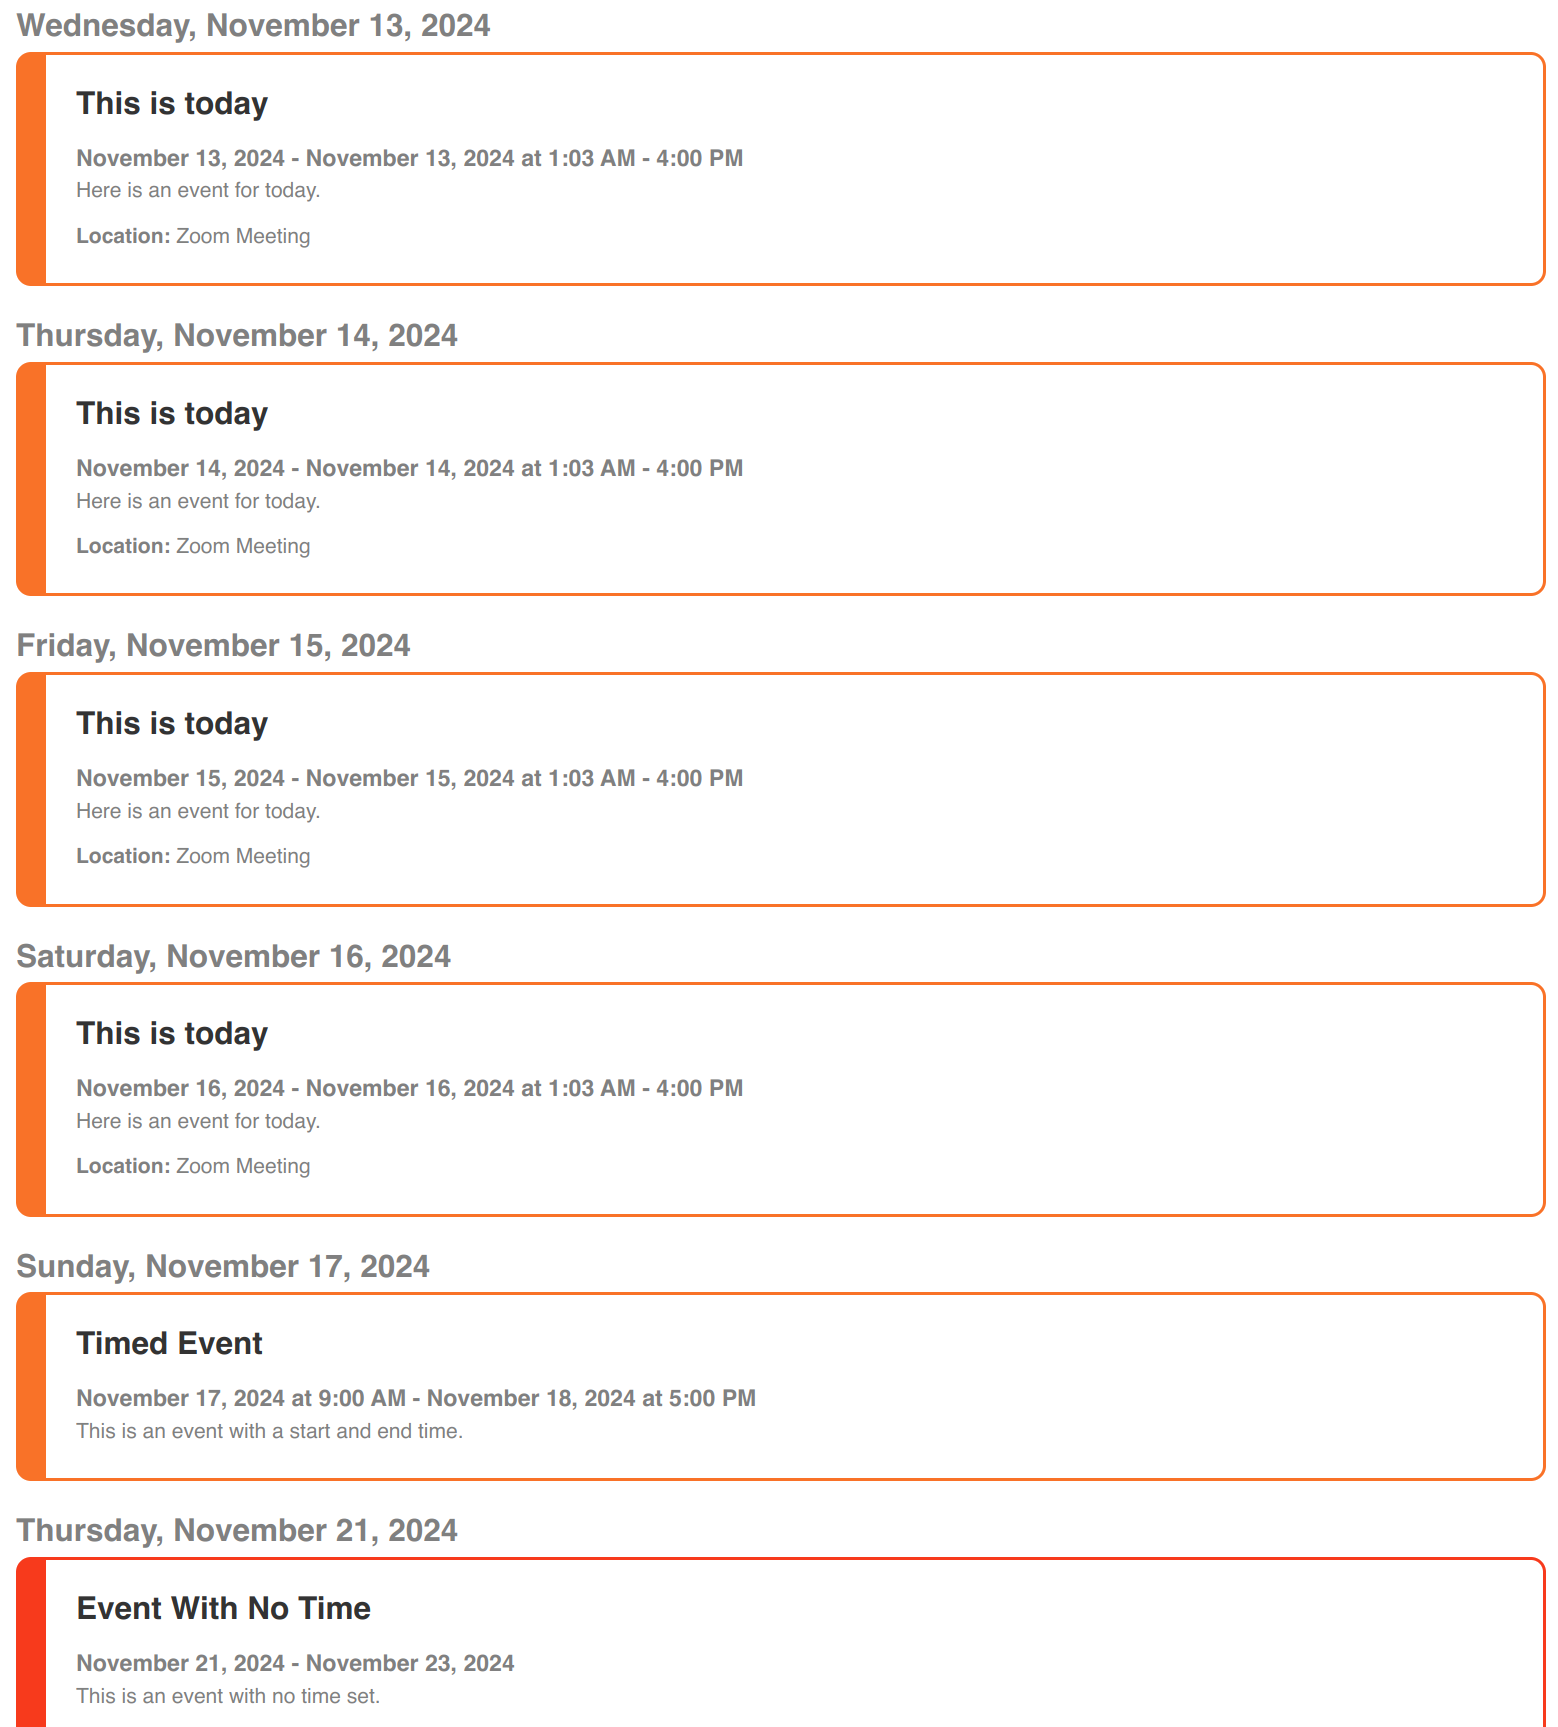 Wednesday, November 13, 2024
This is today
November 13, 2024 - November 13, 2024 at 1:03 AM - 4:00 PM
Here is an event for today.
Location: Zoom Meeting
Thursday, November 14, 2024
This is today
November 14, 2024 - November 14, 2024 at 1:03 AM - 4:00 PM
Here is an event for today.
Location: Zoom Meeting
Friday, November 15, 2024
This is today
November 15, 2024 - November 15, 2024 at 1:03 AM - 4:00 PM
Here is an event for today.
Location: Zoom Meeting
Saturday, November 16, 2024
This is today
November 16, 2024 - November 16, 2024 at 1:03 AM - 4:00 PM
Here is an event for today.
Location: Zoom Meeting
Sunday, November 17, 2024
Timed Event
November 17, 2024 at 9:00 AM - November 18, 2024 at 5:00 PM
This is an event with a start and end time.
Thursday, November 21, 2024
Event With No Time
November 21, 2024 - November 23, 2024
This is an event with no time set.